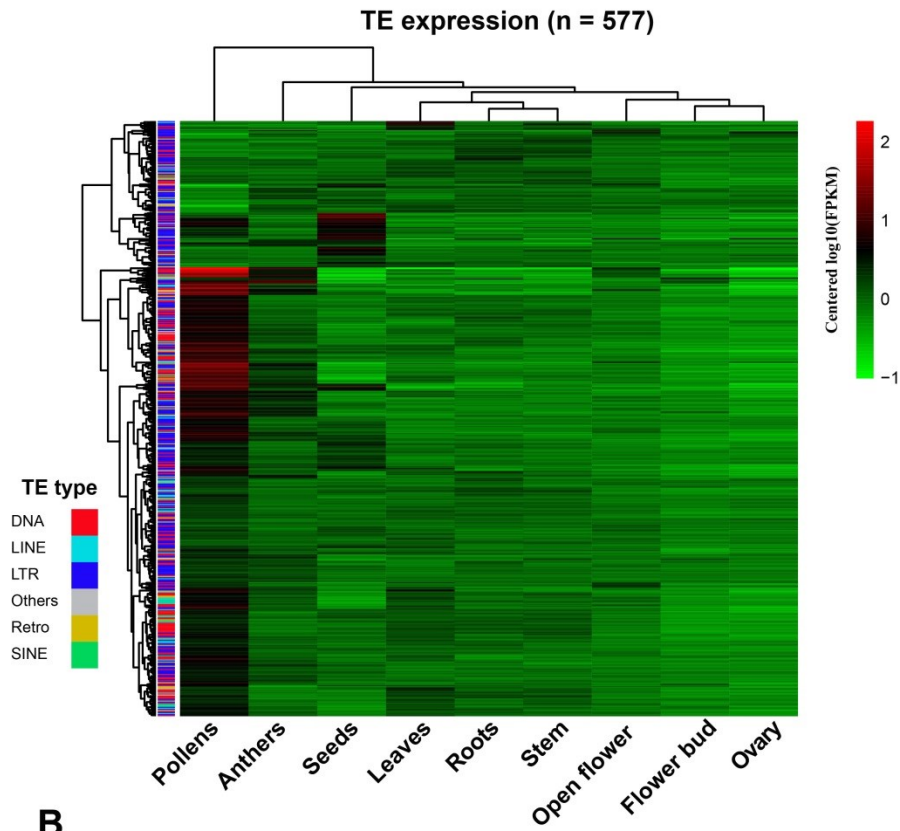 TE expression (n = 577)
2
1
0
−1
Centered log10(FPKM)
TE type
DNA
LINE
LTR
Others
Retro
SINE
Pollens
Anthers
Seeds
Leaves
Roots
Stem
Open flower
Flower bud
Ovary
B